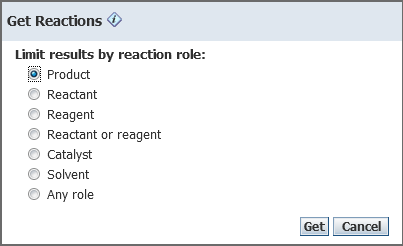 Get Reactions
Limit results by reaction role:
Product
Reactant
Reagent
Reactant or reagent
Catalyst
Solvent
Any role
Get Cancel